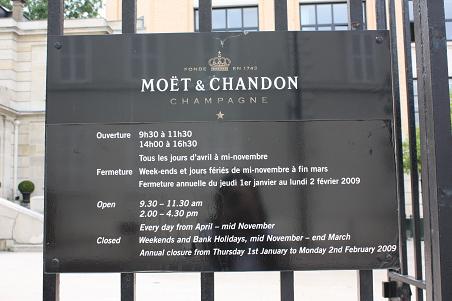 FONDÉ EN 1743
MOËT & CHANDON
CHAMPAGNE
Ouverture 9h30 à 11h30
14h00 à 16h30
Tous les jours d'avril à mi-novembre
Fermeture Week-ends et jours fériés de mi-novembre à fin mars
Fermeture annuelle du jeudi 1er janvier au lundi 2 février 2009
Open 9.30 – 11.30 am
2.00 – 4.30 pm
Every day from April – mid November
Closed Weekends and Bank Holidays, mid November – end March
Annual closure from Thursday 1st January to Monday 2nd February 2009